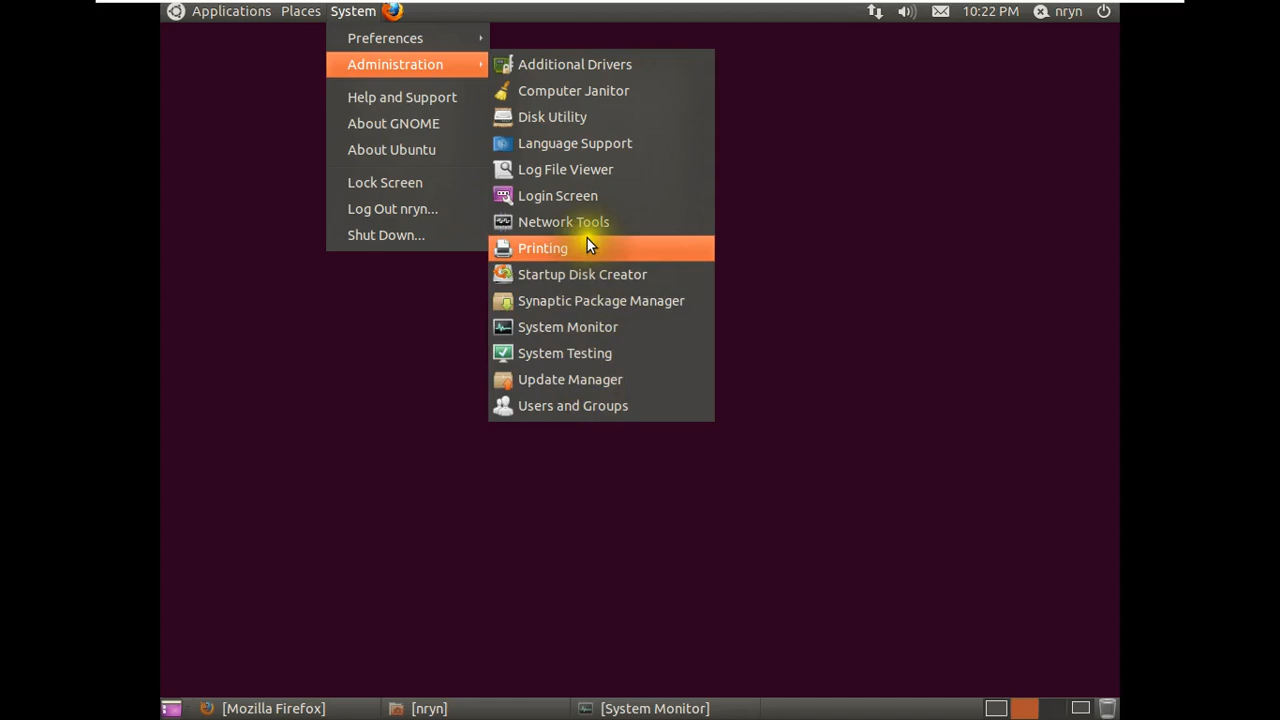 Applications Places System 10:22 PM nryn
Preferences
Administration
Help and Support
About GNOME
About Ubuntu
Lock Screen
Log Out nryn...
Shut Down...
Additional Drivers
Computer Janitor
Disk Utility
Language Support
Log File Viewer
Login Screen
Network Tools
Printing
Startup Disk Creator
Synaptic Package Manager
System Monitor
System Testing
Update Manager
Users and Groups
[Mozilla Firefox] [nryn] [System Monitor]